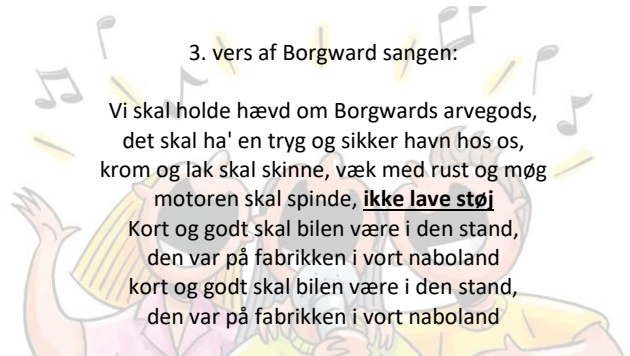 3. vers af Borgward sangen:
Vi skal holde hævd om Borgwards arvegods,
det skal ha' en tryg og sikker havn hos os,
krom og lak skal skinne, væk med rust og møg
motoren skal spinde, ikke lave støj
Kort og godt skal bilen være i den stand,
den var på fabrikken i vort naboland
kort og godt skal bilen være i den stand,
den var på fabrikken i vort naboland